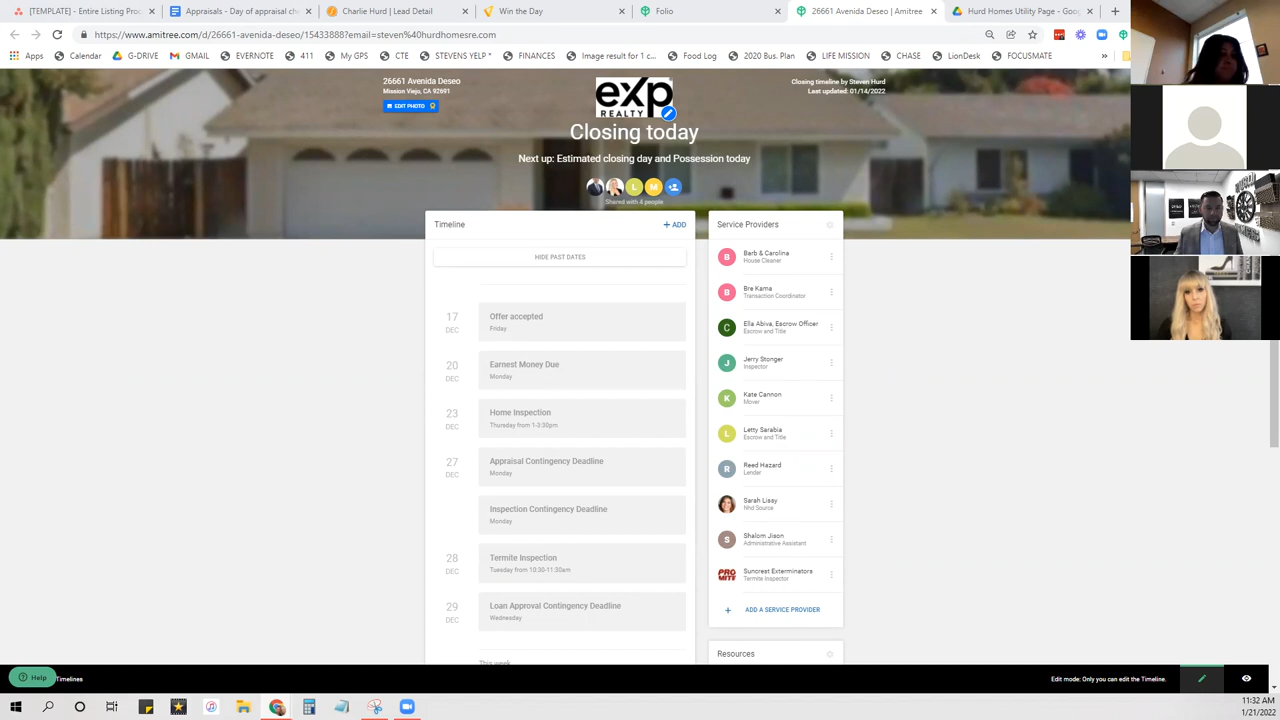 [TEMPLATE] - Entire Listing Proc
Appraisals - Day of appraisal ch
Charlie Hurd | Lead Detail
Win the Day
Folio
26661 Avenida Deseo | Amitree
Hurd Homes Utility Page - Goog
https://www.amitree.com/d/26661-avenida-deseo/15433888?email=steven%40hurdhomesre.com
Apps
Calendar
G-DRIVE
GMAIL
EVERNOTE
411
My GPS
CTE
STEVENS YELP
FINANCES
Image result for 1 c...
Food Log
2020 Bus. Plan
LIFE MISSION
CHASE
LionDesk
FOCUSMATE
»
26661 Avenida Deseo
Mission Viejo, CA 92691
EDIT PHOTO
exp
REALTY
Closing timeline by Steven Hurd
Last updated: 01/14/2022
Closing today
Next up: Estimated closing day and Possession today
L
M
Shared with 4 people
Timeline
+ ADD
HIDE PAST DATES
17
DEC
Offer accepted
Friday
20
DEC
Earnest Money Due
Monday
23
DEC
Home Inspection
Thursday from 1-3:30pm
27
DEC
Appraisal Contingency Deadline
Monday
Inspection Contingency Deadline
Monday
28
DEC
Termite Inspection
Tuesday from 10:30-11:30am
29
DEC
Loan Approval Contingency Deadline
Wednesday
This week
Service Providers
B
Barb & Carolina
House Cleaner
B
Bre Kama
Transaction Coordinator
C
Ella Abiva, Escrow Officer
Escrow and Title
J
Jerry Stonger
Inspector
K
Kate Cannon
Mover
L
Letty Sarabia
Escrow and Title
R
Reed Hazard
Lender
Sarah Lissy
Nhd Source
S
Shalom Jison
Administrative Assistant
PRO
MITE
Suncrest Exterminators
Termite Inspector
+ ADD A SERVICE PROVIDER
Resources
Help
Timelines
Edit mode: Only you can edit the Timeline.
11:32 AM
1/21/2022